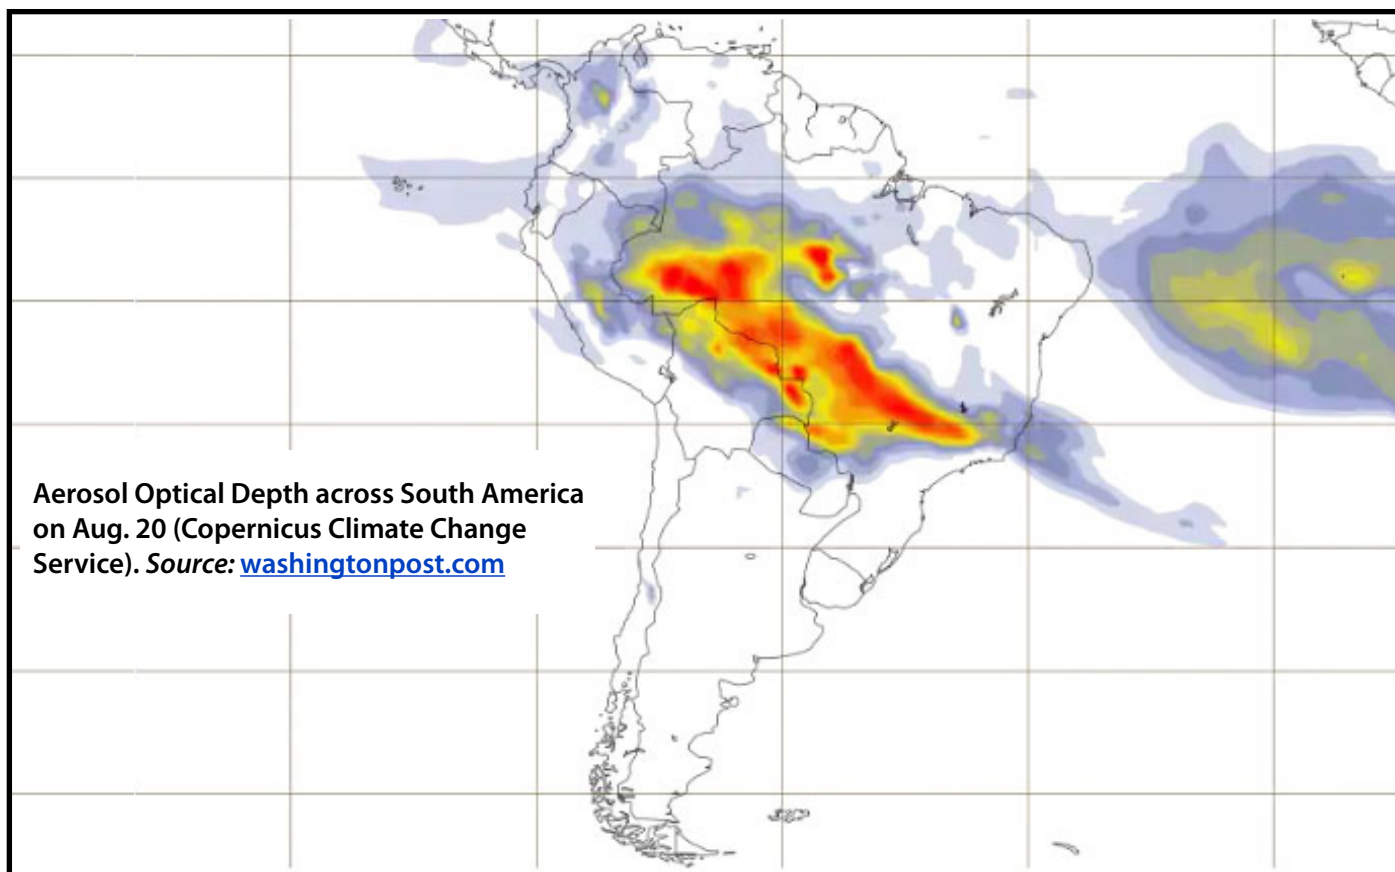 Aerosol Optical Depth across South America
on Aug. 20 (Copernicus Climate Change
Service). Source: washingtonpost.com